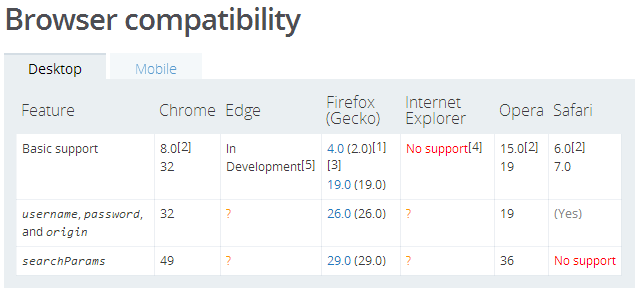 Browser compatibility
Desktop Mobile
Feature Chrome Edge Firefox (Gecko) Internet Explorer Opera Safari
Basic support 8.0[2] In 4.0 (2.0)[1] No support[4] 15.0[2] 6.0[2]
32 Development[5] [3] 19 7.0
19.0 (19.0)
username, password, 32 ? 26.0 (26.0) ? 19 (Yes)
and origin
searchParams 49 ? 29.0 (29.0) ? 36 No support